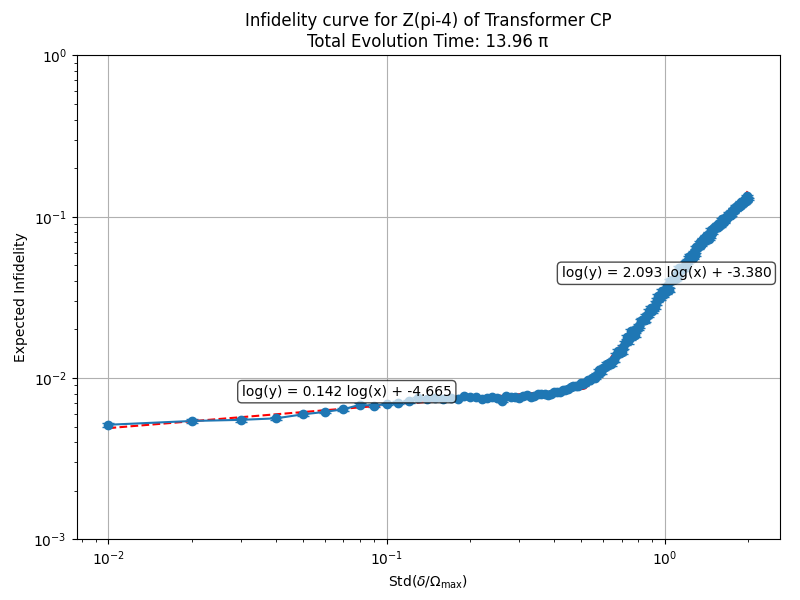 Infidelity curve for Z(pi-4) of Transformer CP
Total Evolution Time: 13.96 π
10⁰
10⁻¹
10⁻²
10⁻³
Expected Infidelity
log(y) = 2.093 log(x) + -3.380
log(y) = 0.142 log(x) + -4.665
10⁻²
10⁻¹
10⁰
Std(δ/Ωₘₐₓ)